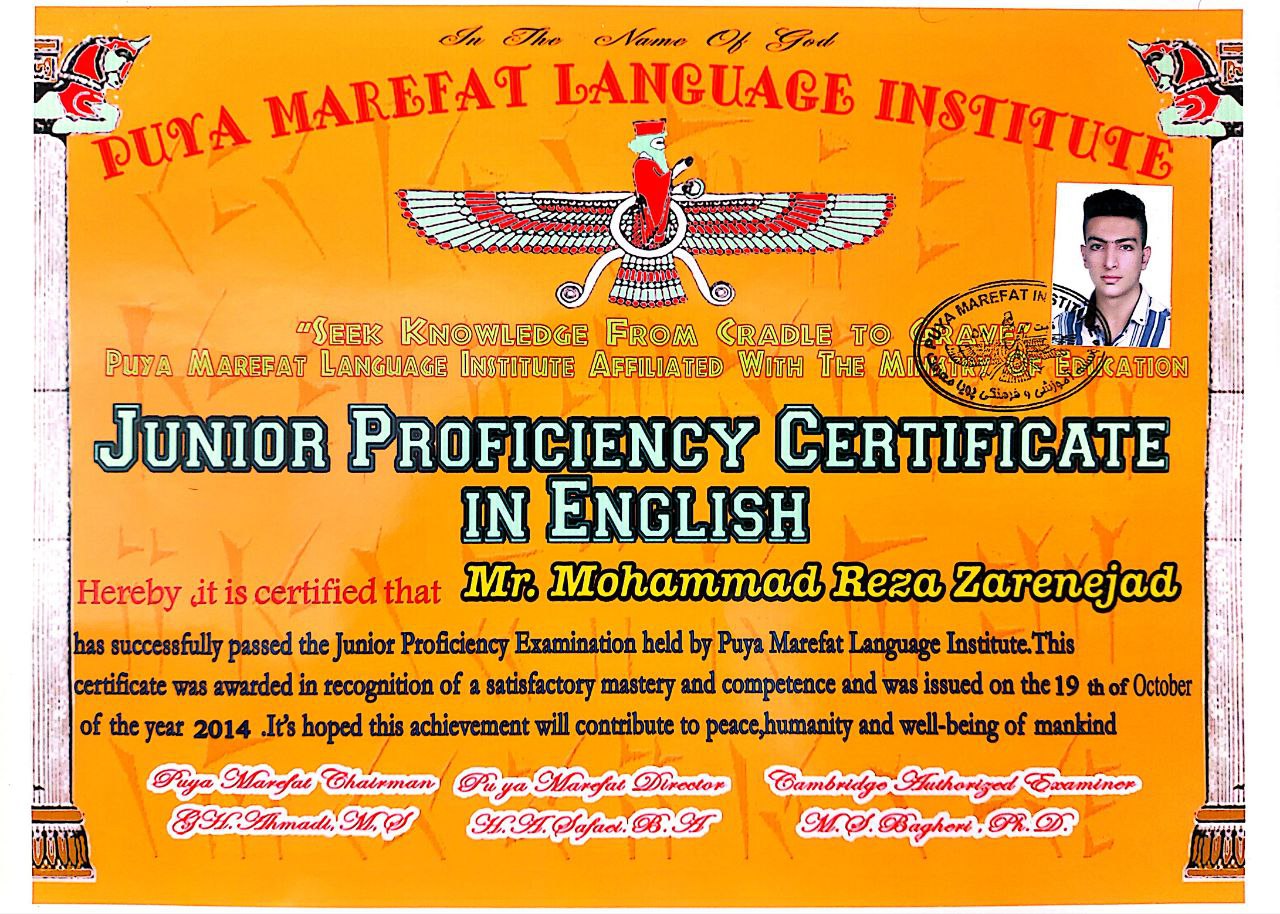 In The Name Of God
PUYA MAREFAT LANGUAGE INSTITUTE
"SEEK KNOWLEDGE FROM CRADLE TO GRAVE"
PUYA MAREFAT LANGUAGE INSTITUTE AFFILIATED WITH THE MINISTRY OF EDUCATION
PUYA MAREFAT INSTITUTE
آموزشی و فرهنگی پویا معرفت
JUNIOR PROFICIENCY CERTIFICATE
IN ENGLISH
Hereby ,it is certified that Mr. Mohammad Reza Zarenejad
has successfully passed the Junior Proficiency Examination held by Puya Marefat Language Institute.This
certificate was awarded in recognition of a satisfactory mastery and competence and was issued on the 19 th of October
of the year 2014 .It's hoped this achievement will contribute to peace,humanity and well-being of mankind
Puya Marefat Chairman Puya Marefat Director Cambridge Authorized Examiner
GH. Ahmadi, M, S H. A. Safaei. B. A M. S. Bagheri , Ph. D.